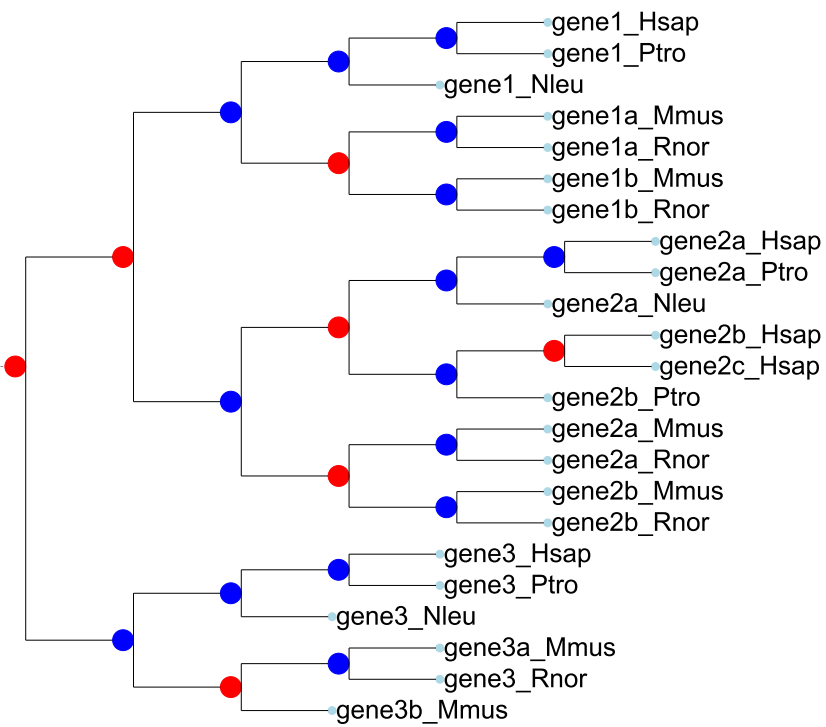 gene1_Hsap
gene1_Ptro
gene1_Nleu
gene1a_Mmus
gene1a_Rnor
gene1b_Mmus
gene1b_Rnor
gene2a_Hsap
gene2a_Ptro
gene2a_Nleu
gene2b_Hsap
gene2c_Hsap
gene2b_Ptro
gene2a_Mmus
gene2a_Rnor
gene2b_Mmus
gene2b_Rnor
gene3_Hsap
gene3_Ptro
gene3_Nleu
gene3a_Mmus
gene3_Rnor
gene3b_Mmus